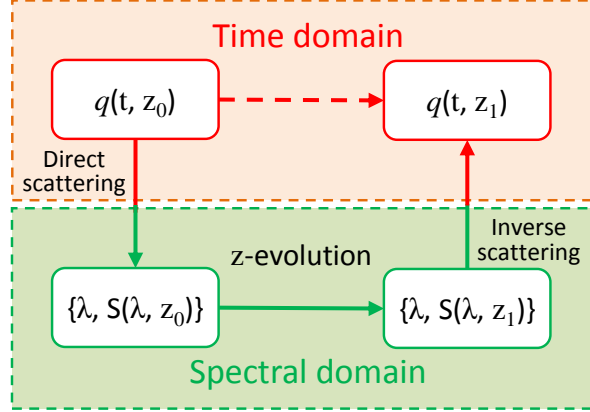 Time domain
q(t, z₀)
q(t, z₁)
Direct
scattering
z-evolution
Inverse
scattering
{λ, S(λ, z₀)}
{λ, S(λ, z₁)}
Spectral domain